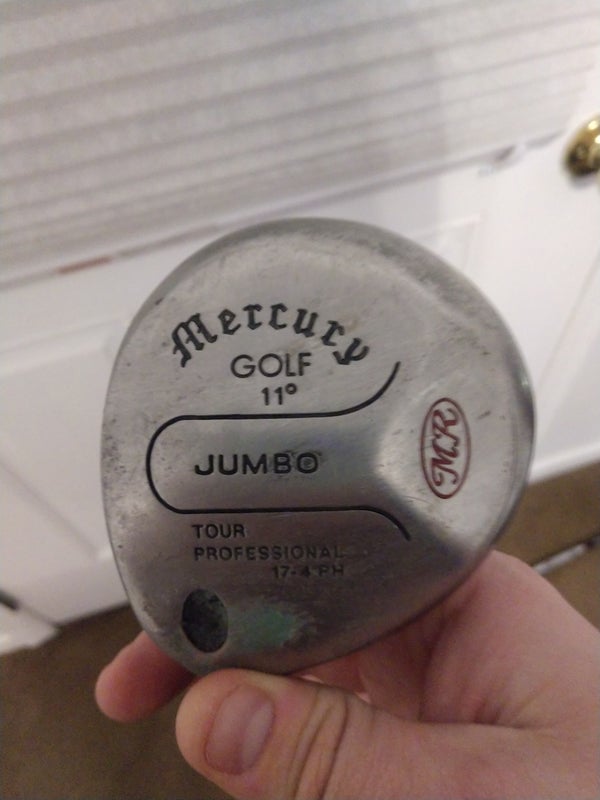 Mercury
GOLF
11°
JUMBO
MR
TOUR
PROFESSIONAL
17-4 PH